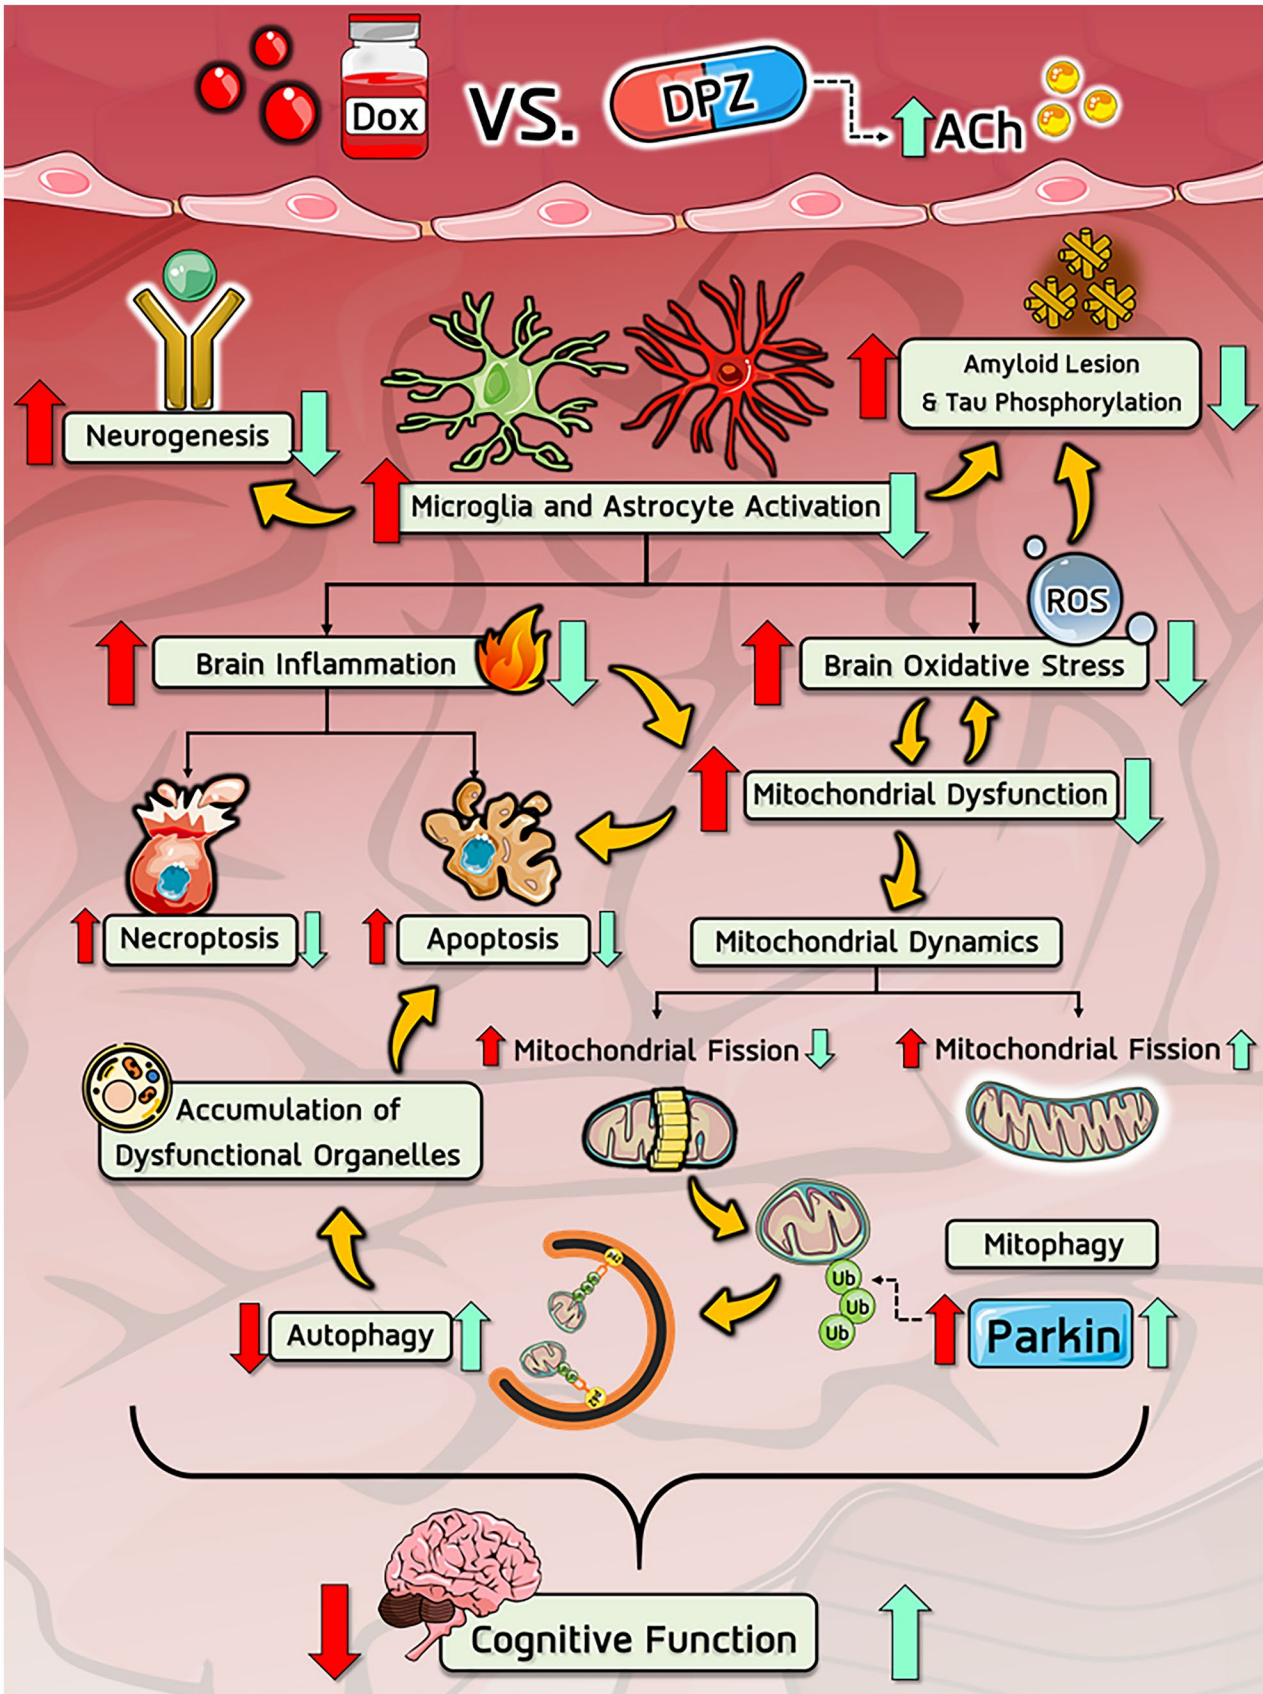 Dox
VS.
DPZ
ACh
Neurogenesis
Amyloid Lesion
& Tau Phosphorylation
Microglia and Astrocyte Activation
ROS
Brain Inflammation
Brain Oxidative Stress
Mitochondrial Dysfunction
Necroptosis
Apoptosis
Mitochondrial Dynamics
Mitochondrial Fission
Mitochondrial Fission
Accumulation of
Dysfunctional Organelles
Mitophagy
Ub
Ub
Ub
Parkin
Autophagy
Cognitive Function